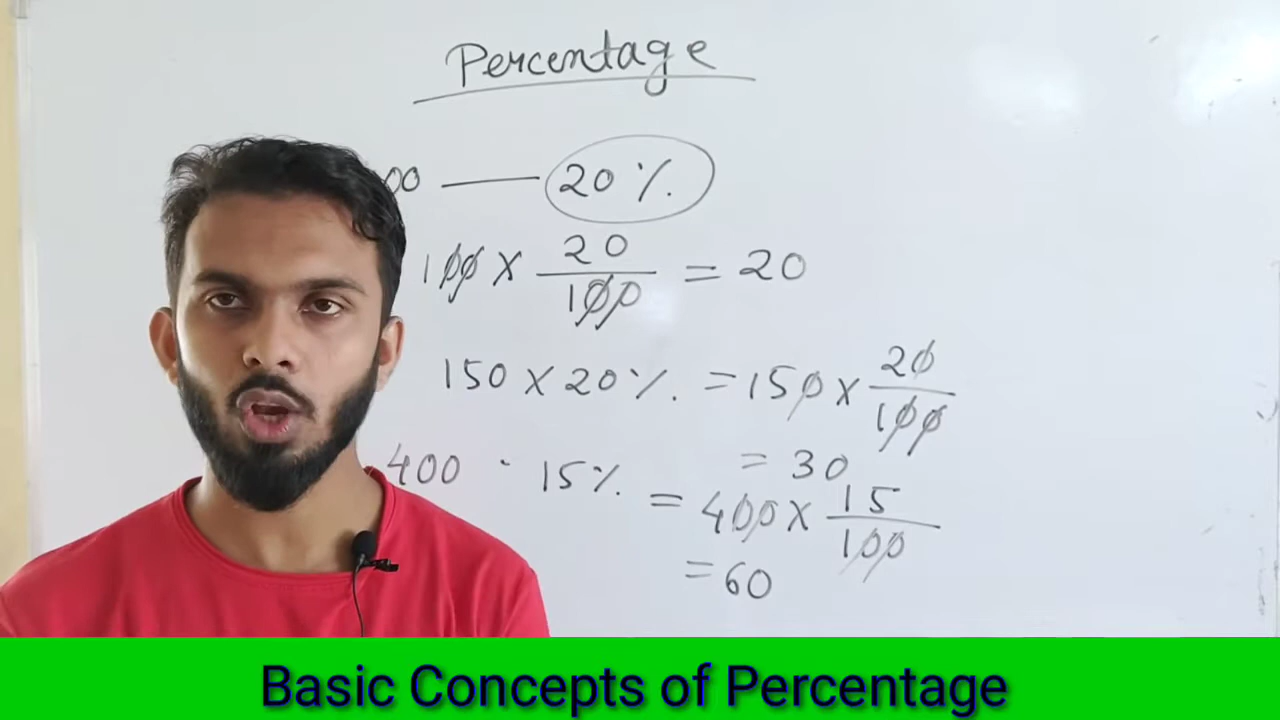 Percentage
00 — 20%
100 x 20/100 = 20
150 x 20% = 150 x 20/100
= 30
400 · 15% = 400 x 15/100
= 60
Basic Concepts of Percentage